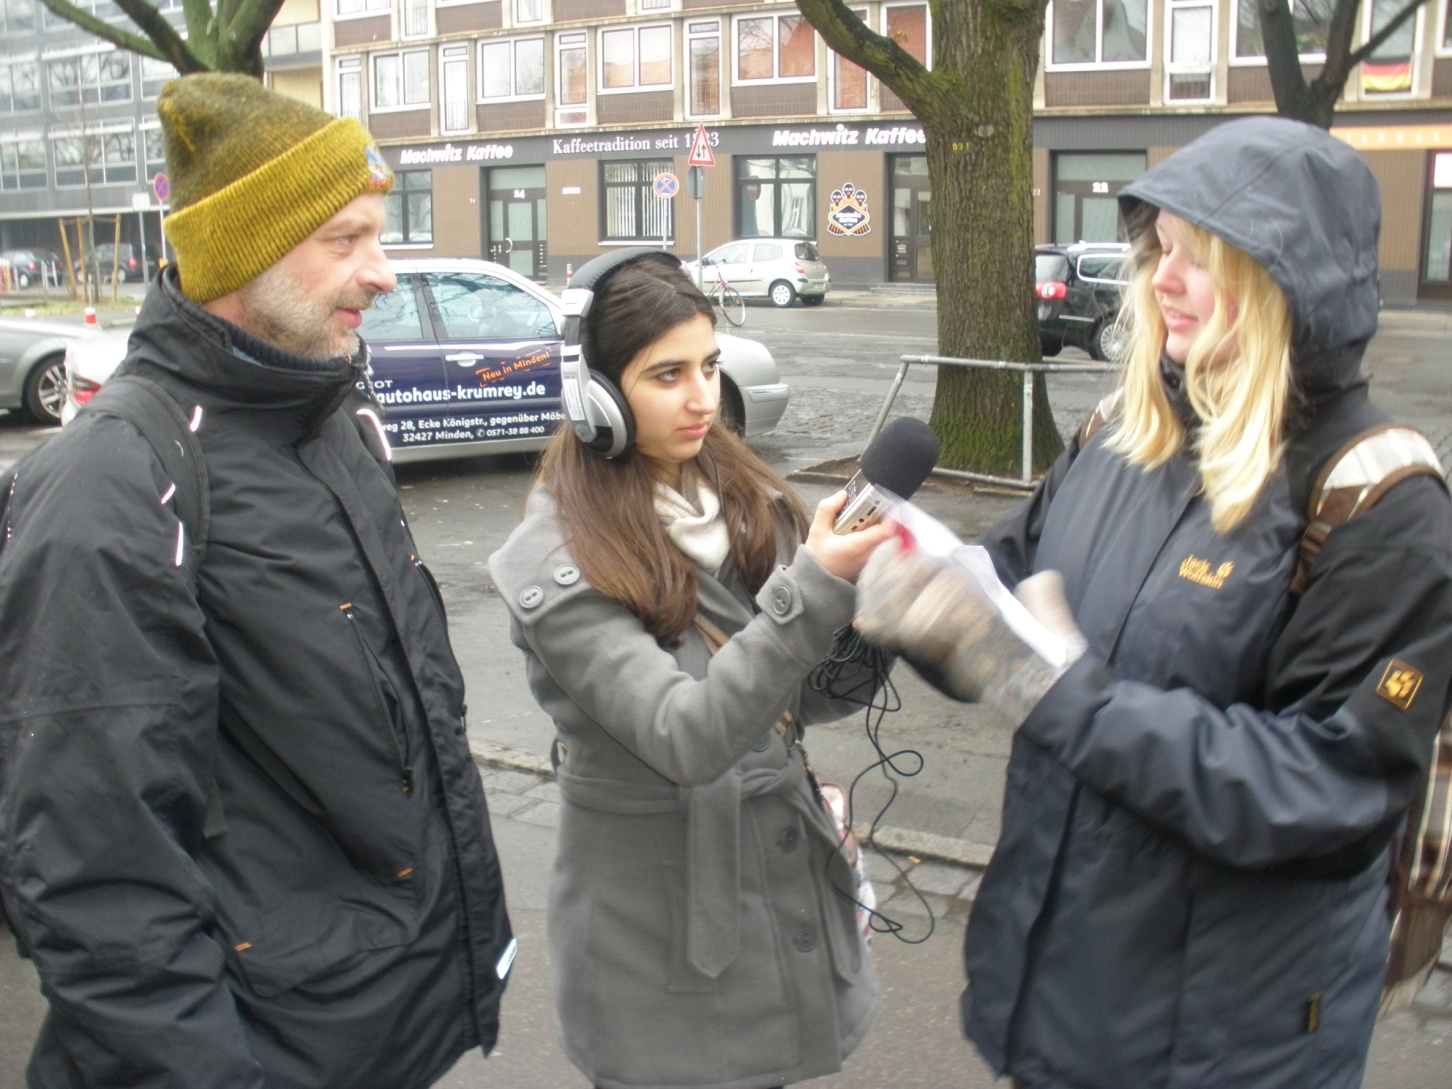 Machwitz Kaffee
Kaffeetradition seit
Machwitz Kaffee
24
22
Neu in Minden!
autohaus-krumrey.de
weg 28, Ecke Königstr., gegenüber Möbe
32427 Minden, 0571-38 88 400
Jack
Wolfskin